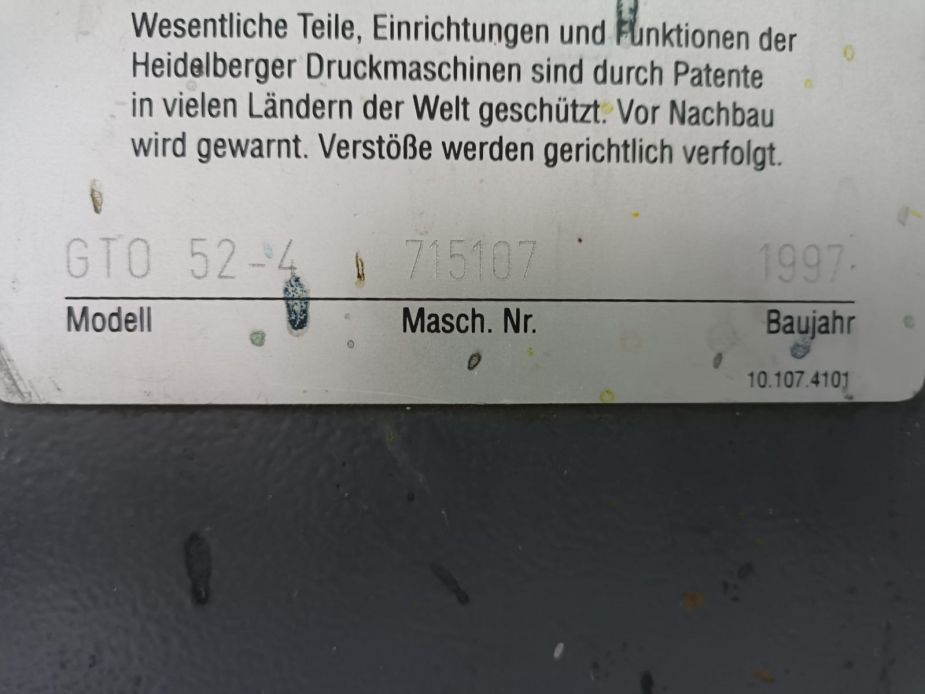 Wesentliche Teile, Einrichtungen und Funktionen der
Heidelberger Druckmaschinen sind durch Patente
in vielen Ländern der Welt geschützt. Vor Nachbau
wird gewarnt. Verstöße werden gerichtlich verfolgt.
GTO 52-4 715107 1997
Modell Masch. Nr. Baujahr
10.107.4101